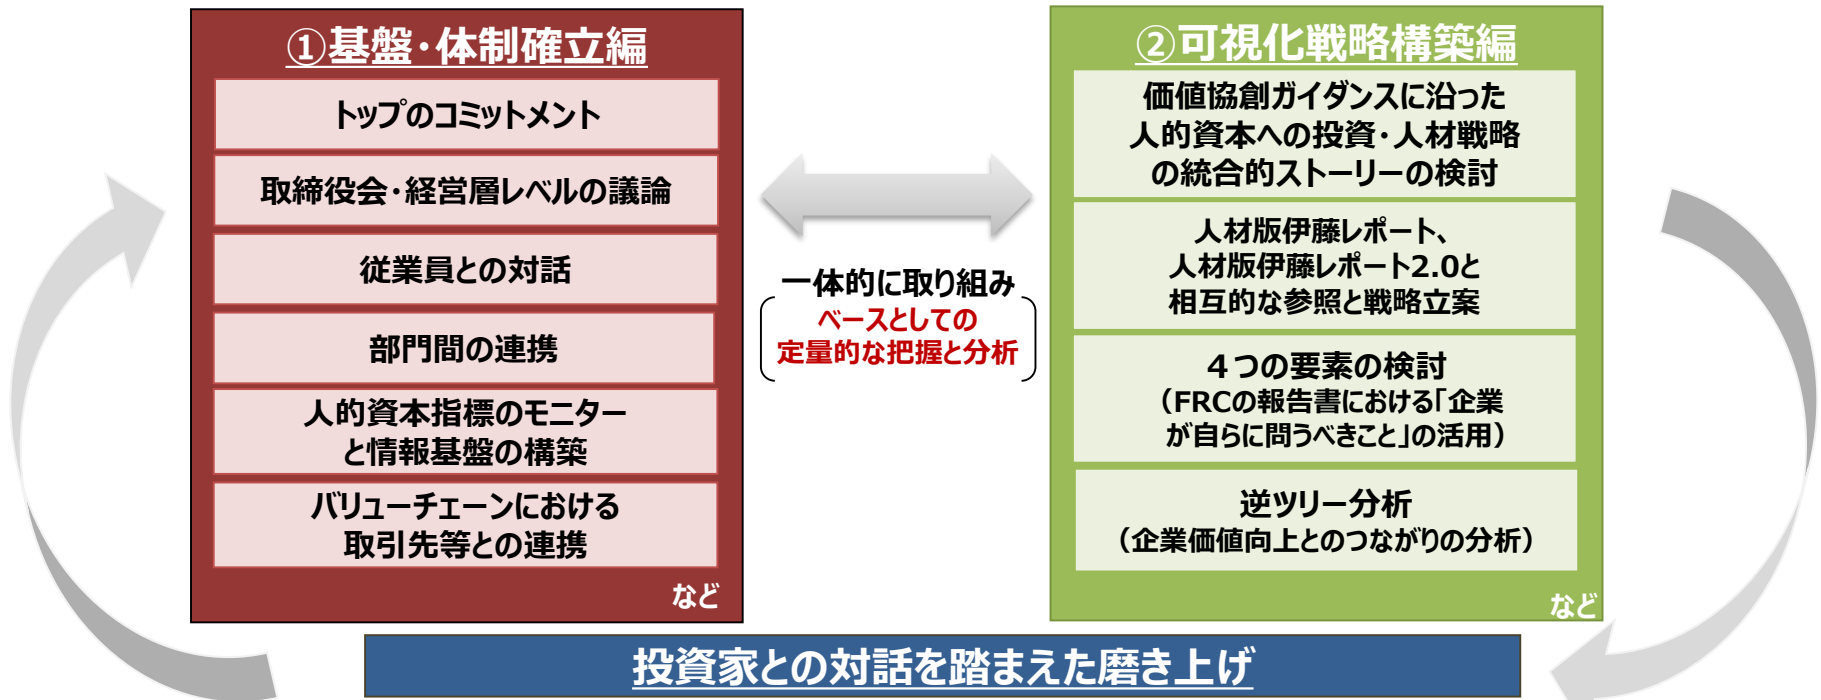 ①基盤・体制確立編
トップのコミットメント
取締役会・経営層レベルの議論
従業員との対話
部門間の連携
人的資本指標のモニター
と情報基盤の構築
バリューチェーンにおける
取引先等との連携
など
一体的に取り組み
ベースとしての
定量的な把握と分析
②可視化戦略構築編
価値協創ガイダンスに沿った
人的資本への投資・人材戦略
の統合的ストーリーの検討
人材版伊藤レポート、
人材版伊藤レポート2.0と
相互的な参照と戦略立案
４つの要素の検討
（FRCの報告書における「企業
が自らに問うべきこと」の活用）
逆ツリー分析
（企業価値向上とのつながりの分析）
など
投資家との対話を踏まえた磨き上げ